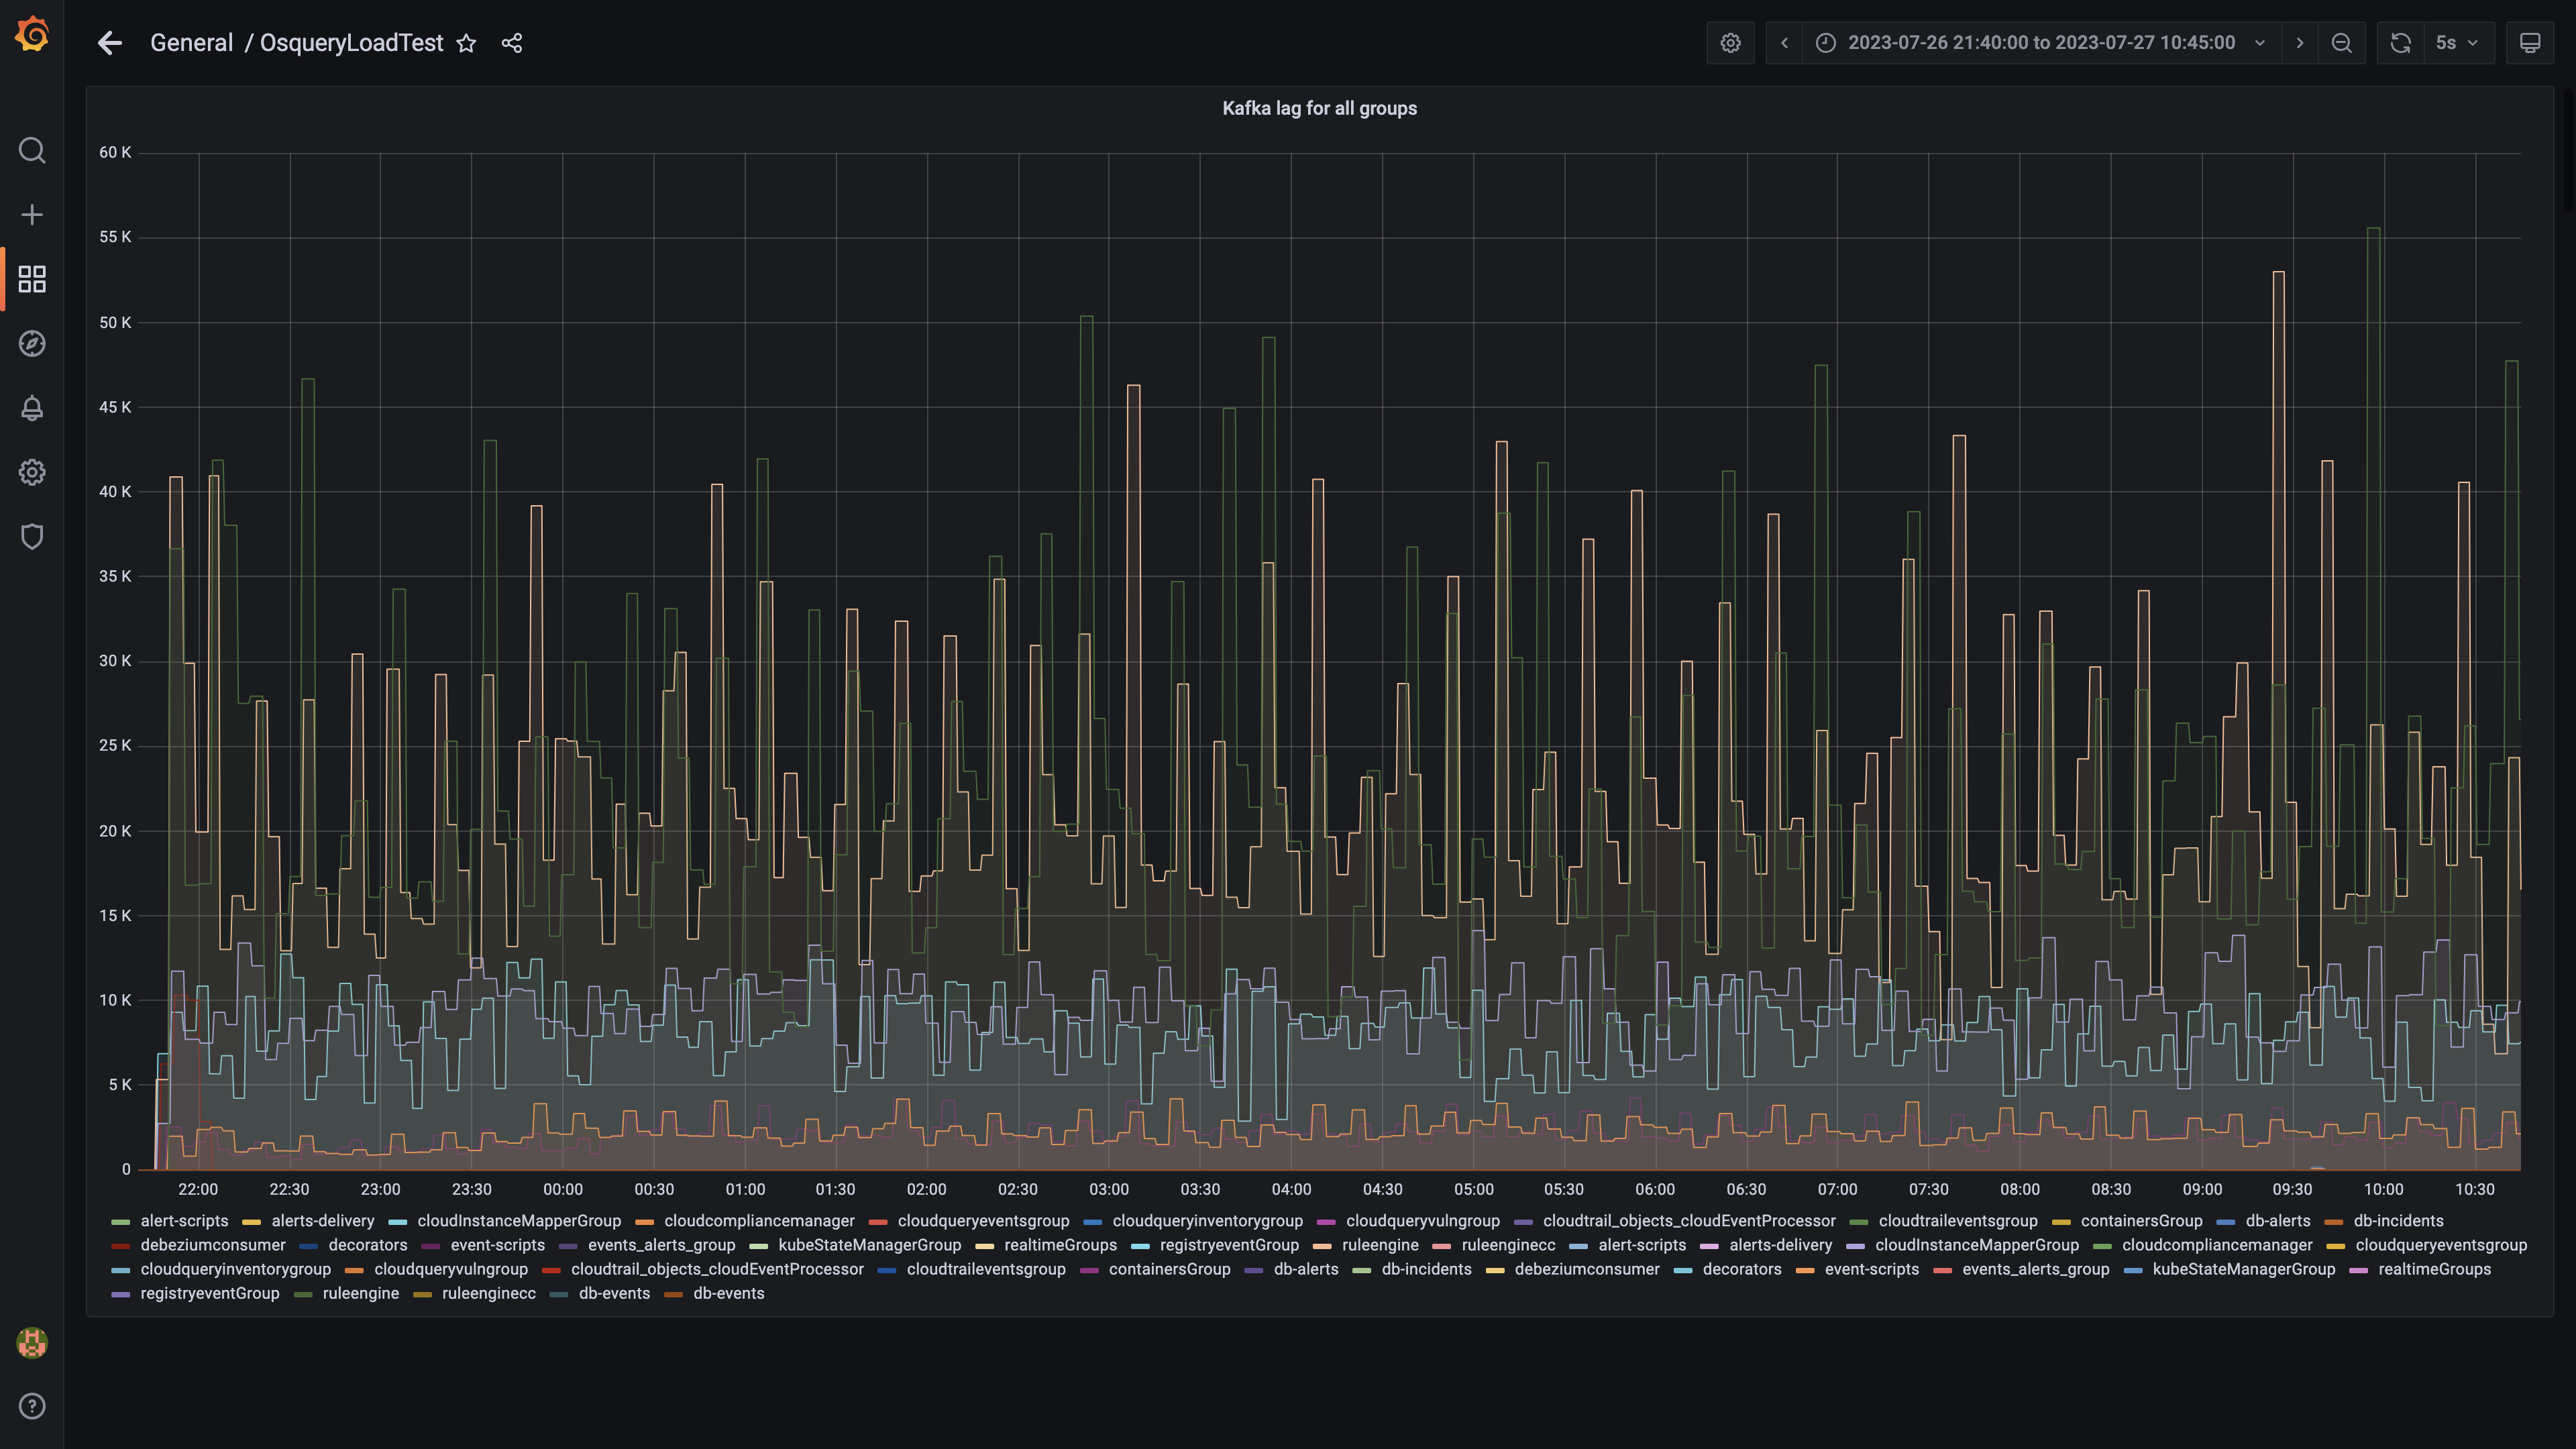 General / OsqueryLoadTest
2023-07-26 21:40:00 to 2023-07-27 10:45:00
5s
Kafka lag for all groups
60 K
55 K
50 K
45 K
40 K
35 K
30 K
25 K
20 K
15 K
10 K
5 K
0
22:00 22:30 23:00 23:30 00:00 00:30 01:00 01:30 02:00 02:30 03:00 03:30 04:00 04:30 05:00 05:30 06:00 06:30 07:00 07:30 08:00 08:30 09:00 09:30 10:00 10:30
alert-scripts alerts-delivery cloudInstanceMapperGroup cloudcompliancemanager cloudqueryeventsgroup cloudqueryinventorygroup cloudqueryvulngroup cloudtrail_objects_cloudEventProcessor cloudtraileventsgroup containersGroup db-alerts db-incidents
debeziumconsumer decorators event-scripts events_alerts_group kubeStateManagerGroup realtimeGroups registryeventGroup ruleengine ruleenginecc alert-scripts alerts-delivery cloudInstanceMapperGroup cloudcompliancemanager cloudqueryeventsgroup
cloudqueryinventorygroup cloudqueryvulngroup cloudtrail_objects_cloudEventProcessor cloudtraileventsgroup containersGroup db-alerts db-incidents debeziumconsumer decorators event-scripts events_alerts_group kubeStateManagerGroup realtimeGroups
registryeventGroup ruleengine ruleenginecc db-events db-events